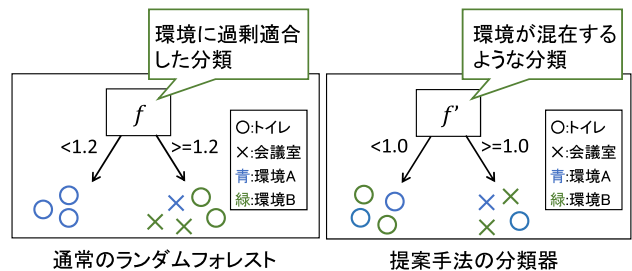 環境に過剰適合
した分類
f
<1.2
>=1.2
○:トイレ
×:会議室
青:環境A
緑:環境B
通常のランダムフォレスト
環境が混在する
ような分類
f'
<1.0
>=1.0
○:トイレ
×:会議室
青:環境A
緑:環境B
提案手法の分類器